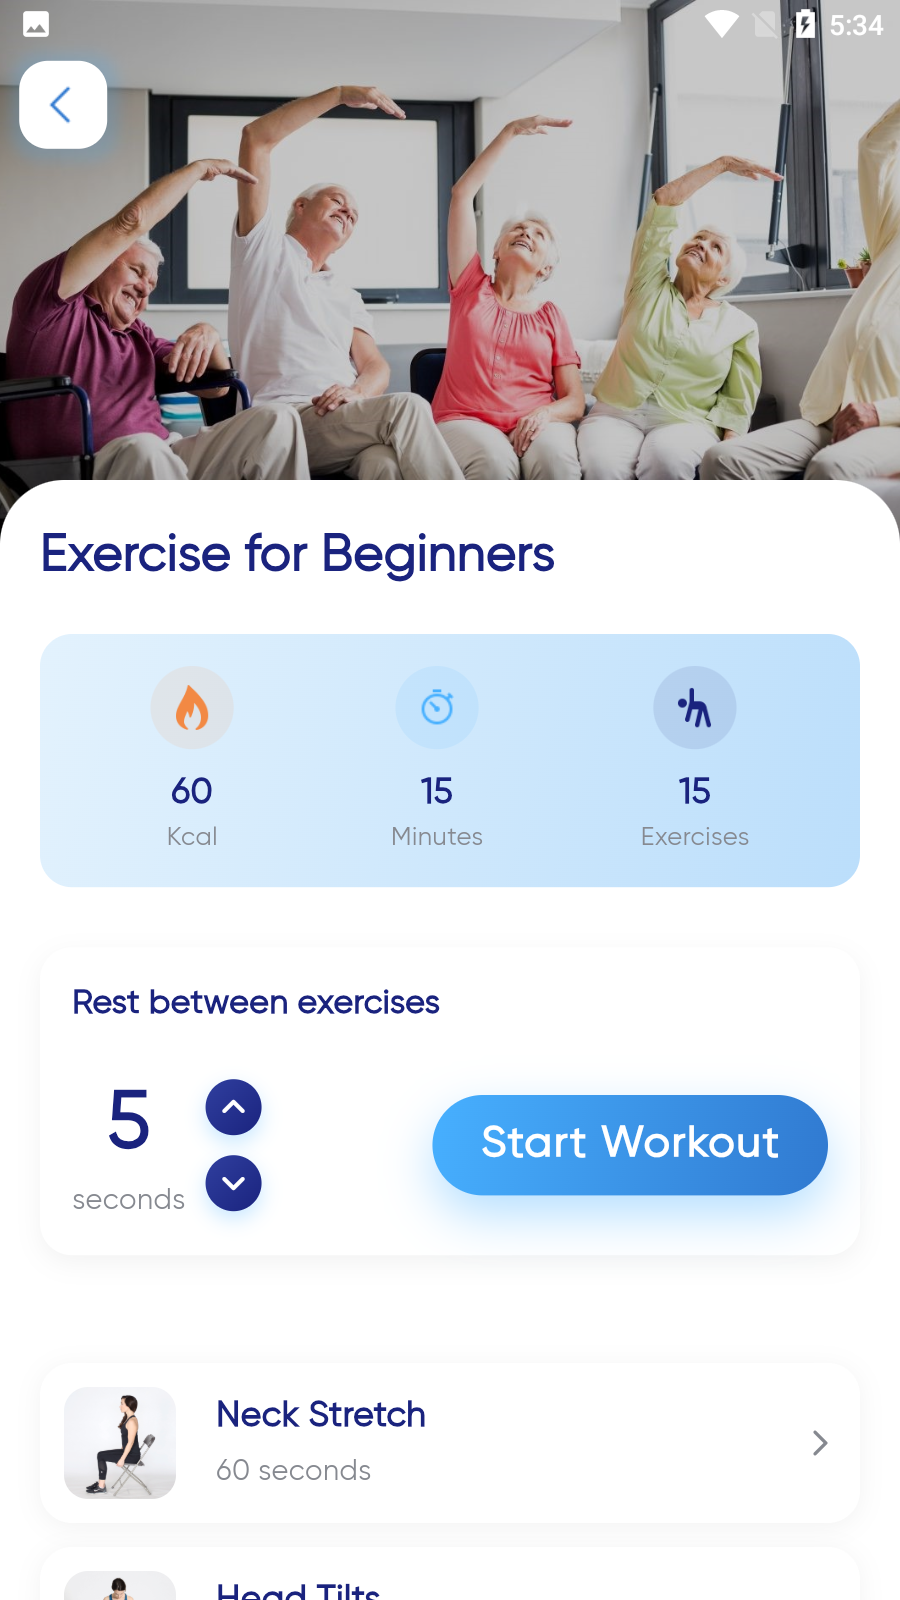 5:34
Exercise for Beginners
60
15
15
Kcal
Minutes
Exercises
Rest between exercises
5
seconds
Start Workout
Neck Stretch
60 seconds
Head Tilts